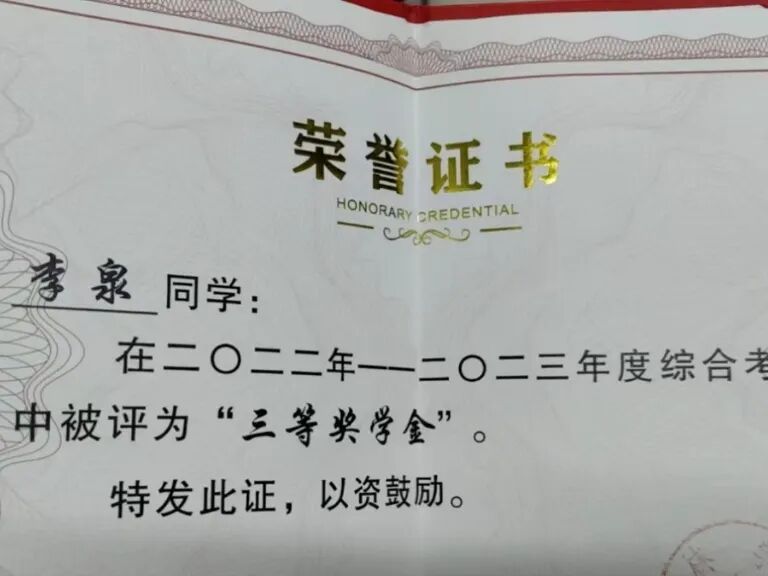 荣誉证书
HONORARY CREDENTIAL
李泉同学：
在二〇二二年——二〇二三年度综合考
中被评为“三等奖学金”。
特发此证，以资鼓励。